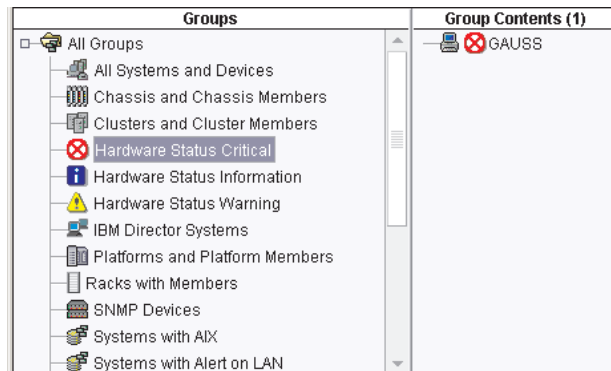 Groups
All Groups
All Systems and Devices
Chassis and Chassis Members
Clusters and Cluster Members
Hardware Status Critical
Hardware Status Information
Hardware Status Warning
IBM Director Systems
Platforms and Platform Members
Racks with Members
SNMP Devices
Systems with AIX
Systems with Alert on LAN
Group Contents (1)
GAUSS